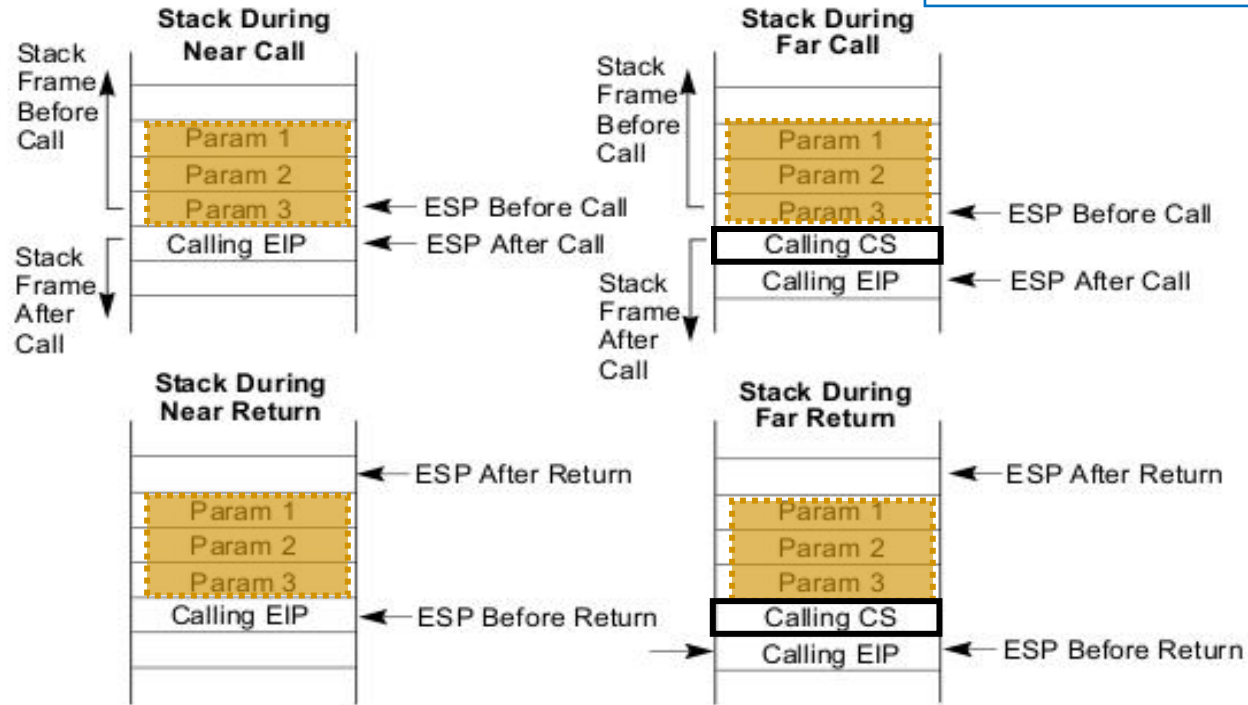 Stack During
Near Call
Stack
Frame
Before
Call
Param 1
Param 2
Param 3
Calling EIP
ESP Before Call
ESP After Call
Stack
Frame
After
Call
Stack During
Far Call
Stack
Frame
Before
Call
Param 1
Param 2
Param 3
Calling CS
Calling EIP
ESP Before Call
ESP After Call
Stack
Frame
After
Call
Stack During
Near Return
ESP After Return
Param 1
Param 2
Param 3
Calling EIP
ESP Before Return
Stack During
Far Return
ESP After Return
Param 1
Param 2
Param 3
Calling CS
Calling EIP
ESP Before Return